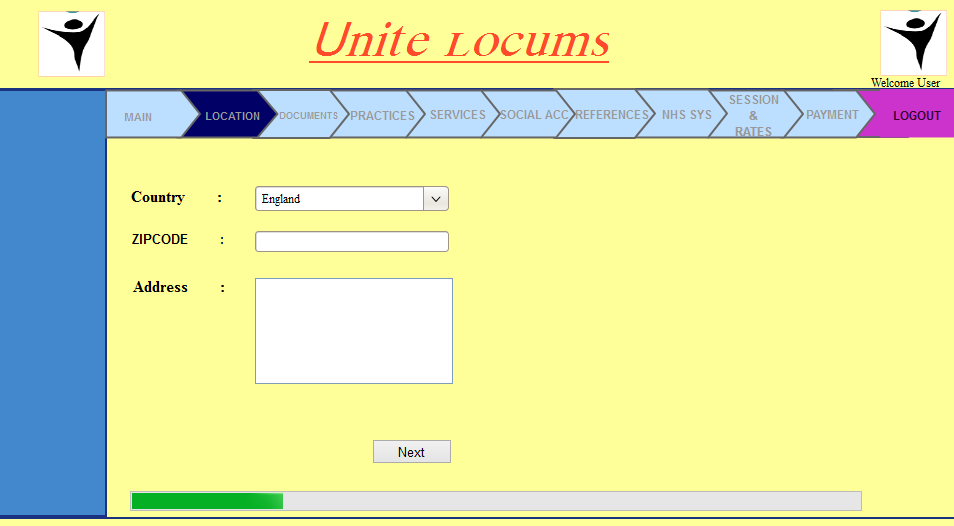 Unite Locums
Welcome User
MAIN
LOCATION
DOCUMENTS
PRACTICES
SERVICES
SOCIAL ACC
REFERENCES
NHS SYS
SESSION
&
RATES
PAYMENT
LOGOUT
Country :
England
ZIPCODE :
Address :
Next